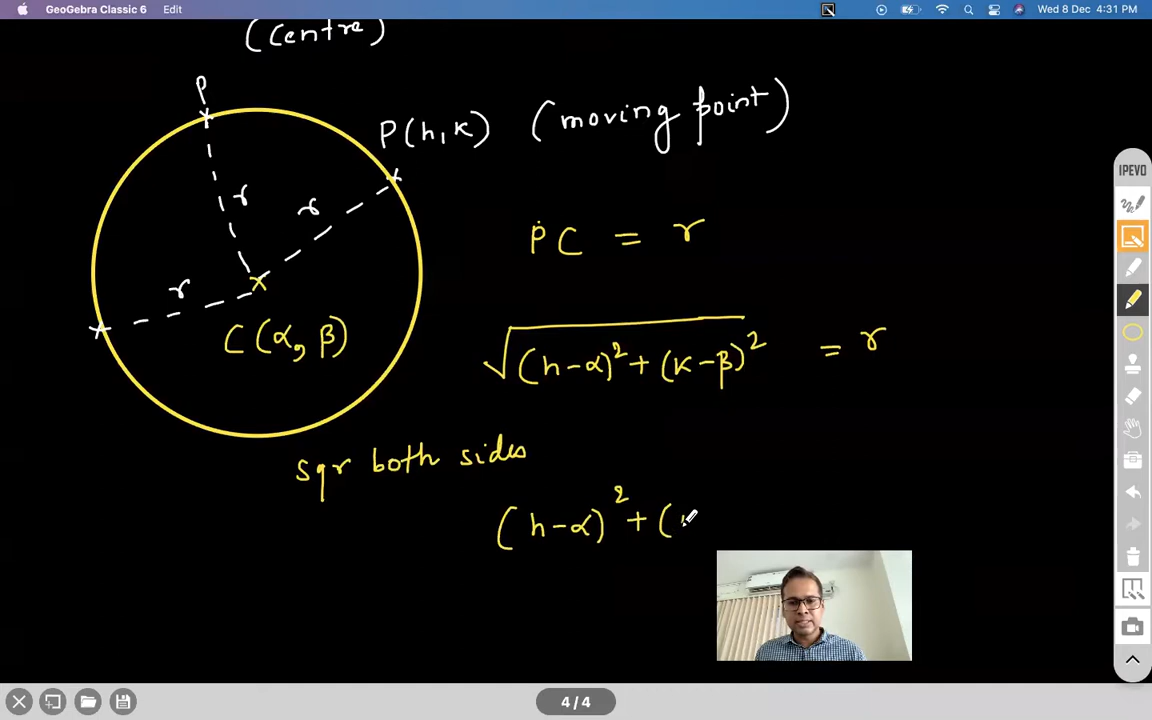 GeoGebra Classic 6 Edit Wed 8 Dec 4:31 PM
(Centre)
P
P(h,k) (moving point)
IPEVO
r r
PC = r
r
C(α, β)
√(h-α)² + (k-β)² = r
sqr both sides
(h-α)² + (
4/4